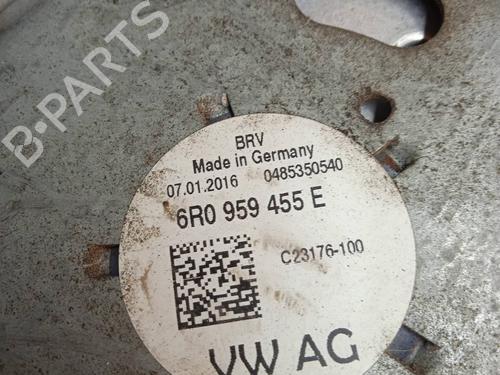 B-PARTS
BRV
Made in Germany
07.01.2016 0485350540
6R0 959 455 E
C23176-100
VW AG